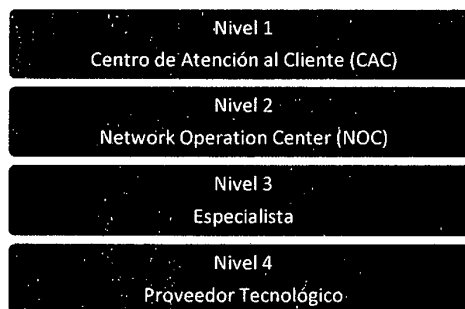 Nivel 1
Centro de Atención al Cliente (CAC)
Nivel 2
Network Operation Center (NOC)
Nivel 3
Especialista
Nivel 4
Proveedor Tecnológico